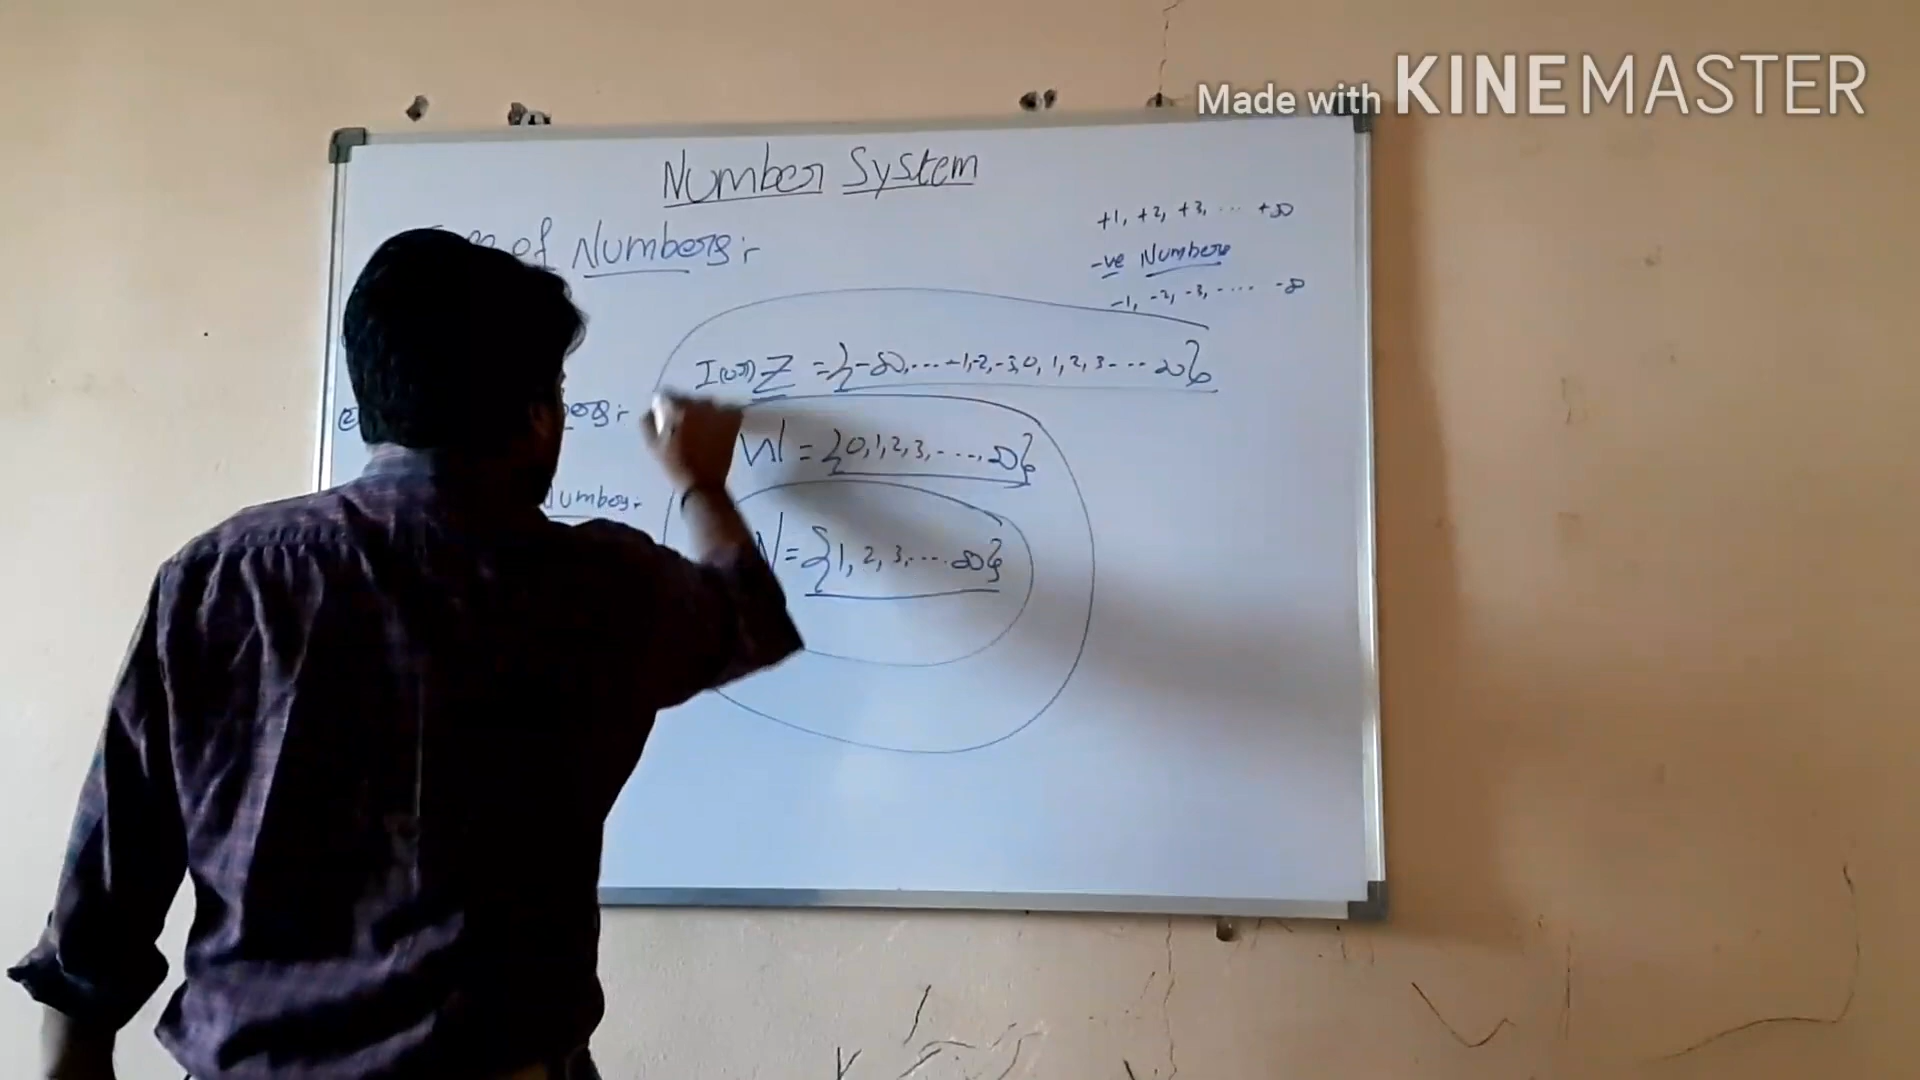 Made with KINEMASTER
Number System
of Numbers:-
+1, +2, +3, .... +∞
-ve Numbers
-1, -2, -3, ..... -∞
I(or) Z = {-∞, ... -1, -2, -3, 0, 1, 2, 3 .... ∞}
W = {0, 1, 2, 3, ...., ∞}
N = {1, 2, 3, .... ∞}